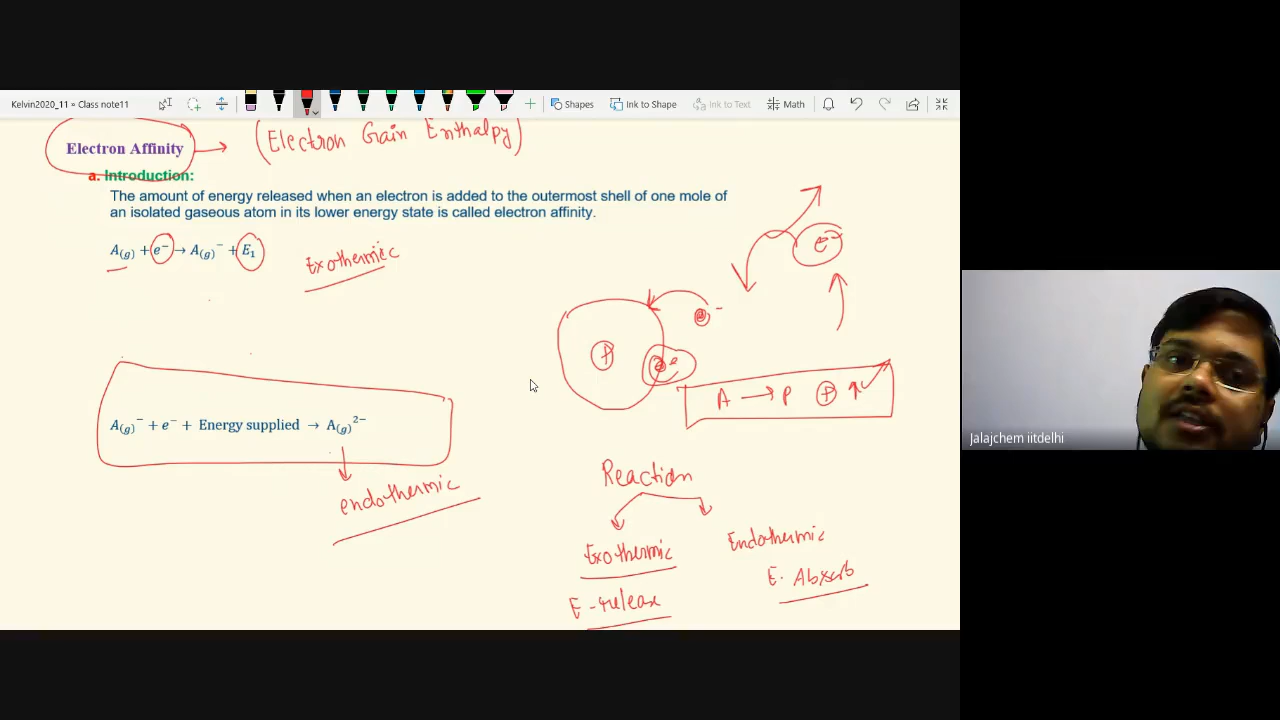 Kelvin2020_11 » Class note11
Shapes
Ink to Shape
Ink to Text
Math
Electron Affinity → (Electron Gain Enthalpy)
a. Introduction:
The amount of energy released when an electron is added to the outermost shell of one mole of
an isolated gaseous atom in its lower energy state is called electron affinity.
A(g) + e⁻ → A(g)⁻ + E₁
Exothermic
e⁻
+
-
e
A → P + ↑
A(g)⁻ + e⁻ + Energy supplied → A(g)²⁻
endothermic
Reaction
Exothermic
Endothermic
E-release
E. Absorb
Jalajchem iitdelhi